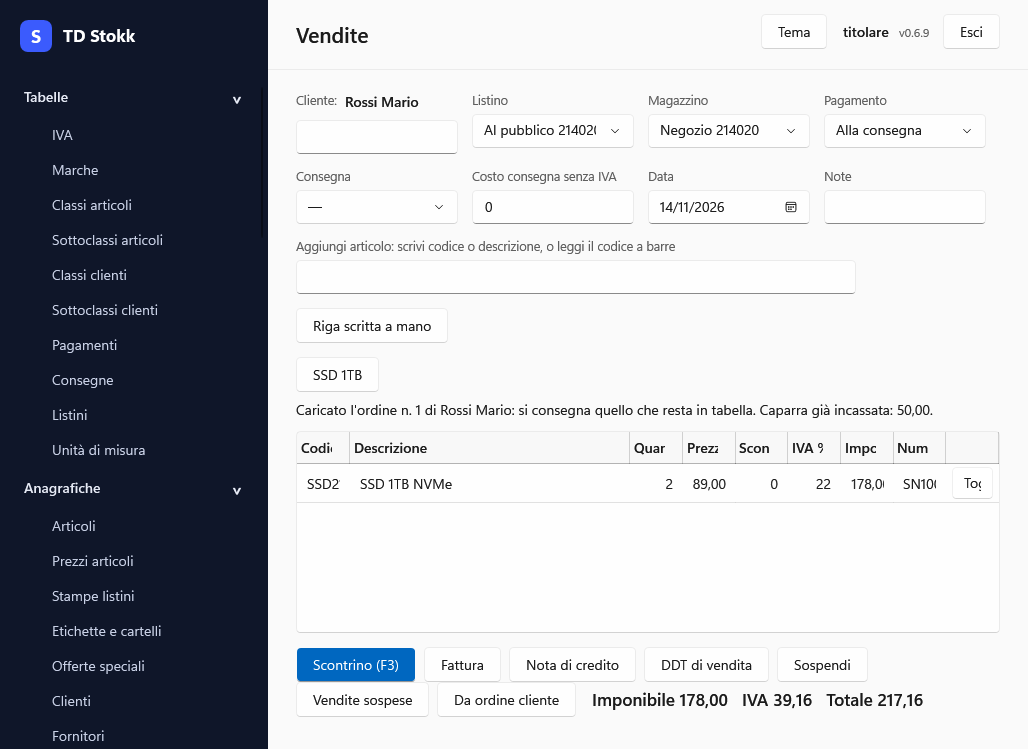 S TD Stokk
Tabelle
IVA
Marche
Classi articoli
Sottoclassi articoli
Classi clienti
Sottoclassi clienti
Pagamenti
Consegne
Listini
Unità di misura
Anagrafiche
Articoli
Prezzi articoli
Stampe listini
Etichette e cartelli
Offerte speciali
Clienti
Fornitori
Vendite
Tema titolare v0.6.9 Esci
Cliente: Rossi Mario Listino Magazzino Pagamento
Al pubblico 214020 Negozio 214020 Alla consegna
Consegna Costo consegna senza IVA Data Note
— 0 14/11/2026
Aggiungi articolo: scrivi codice o descrizione, o leggi il codice a barre
Riga scritta a mano
SSD 1TB
Caricato l'ordine n. 1 di Rossi Mario: si consegna quello che resta in tabella. Caparra già incassata: 50,00.
Codi Descrizione Quar Prezz Scon IVA % Impo Num
SSD2 SSD 1TB NVMe 2 89,00 0 22 178,0 SN100 Tog
Scontrino (F3) Fattura Nota di credito DDT di vendita Sospendi
Vendite sospese Da ordine cliente Imponibile 178,00 IVA 39,16 Totale 217,16